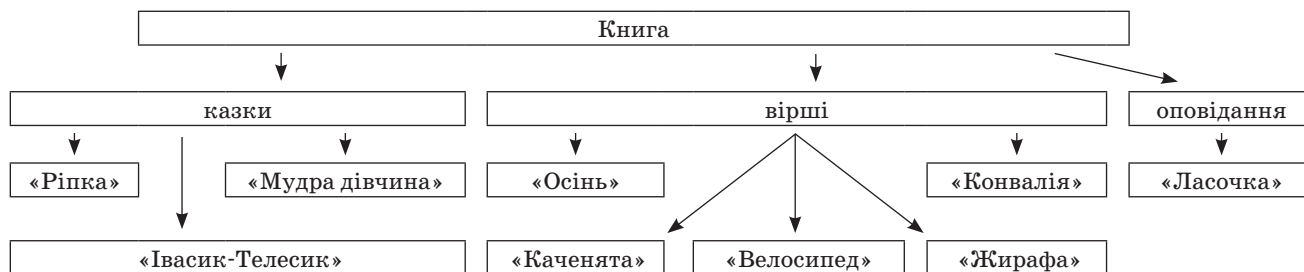 Книга
казки вірші оповідання
«Ріпка» «Мудра дівчина» «Осінь» «Конвалія» «Ласочка»
«Івасик-Телесик» «Каченята» «Велосипед» «Жирафа»